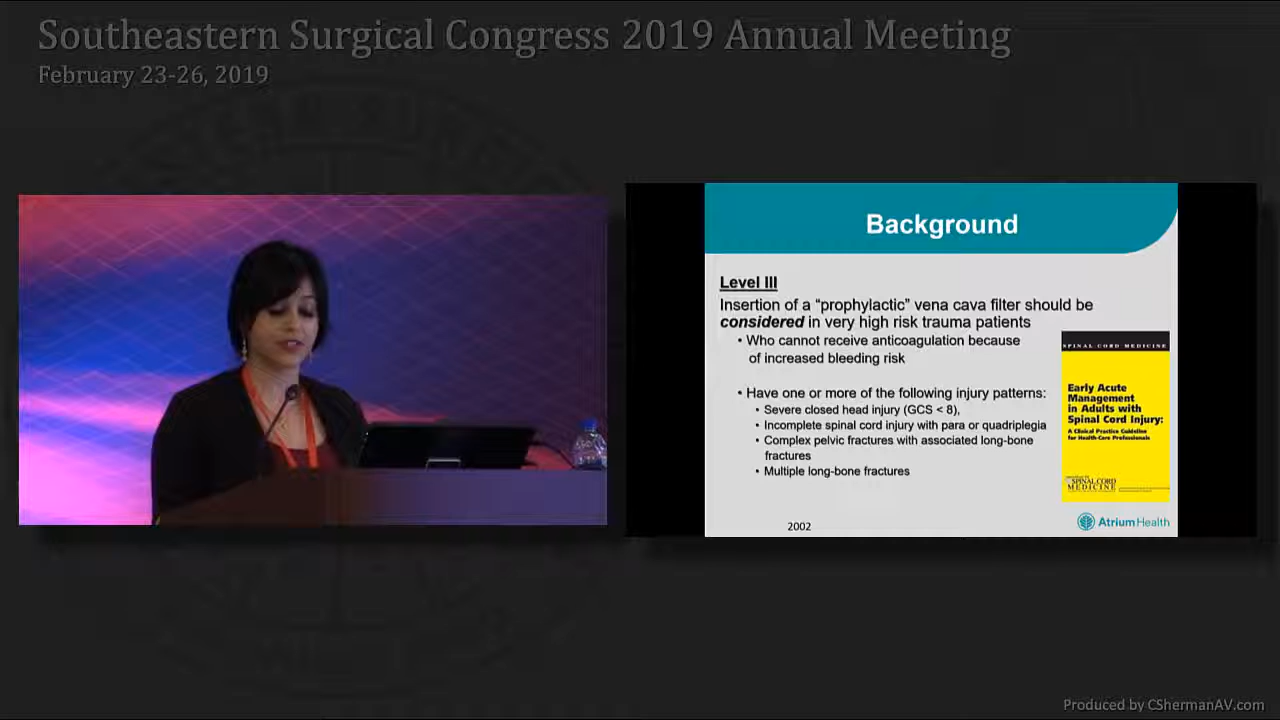 Southeastern Surgical Congress 2019 Annual Meeting
February 23-26, 2019
Background
Level III
Insertion of a “prophylactic” vena cava filter should be
considered in very high risk trauma patients
• Who cannot receive anticoagulation because
of increased bleeding risk
• Have one or more of the following injury patterns:
• Severe closed head injury (GCS < 8),
• Incomplete spinal cord injury with para or quadriplegia
• Complex pelvic fractures with associated long-bone
fractures
• Multiple long-bone fractures
SPINAL CORD MEDICINE
Early Acute
Management
in Adults with
Spinal Cord Injury:
A Clinical Practice Guideline
for Health-Care Professionals
SPINAL CORD
MEDICINE
2002
Atrium Health
Produced by CShermanAV.com